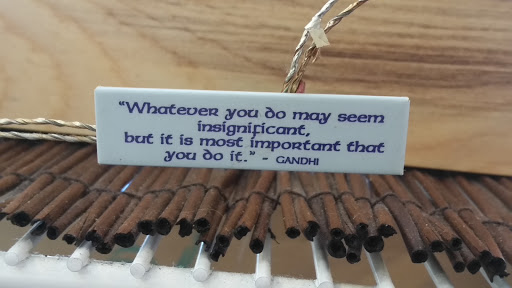 “Whatever you do may seem
insignificant,
but it is most important that
you do it.” - GANDHI